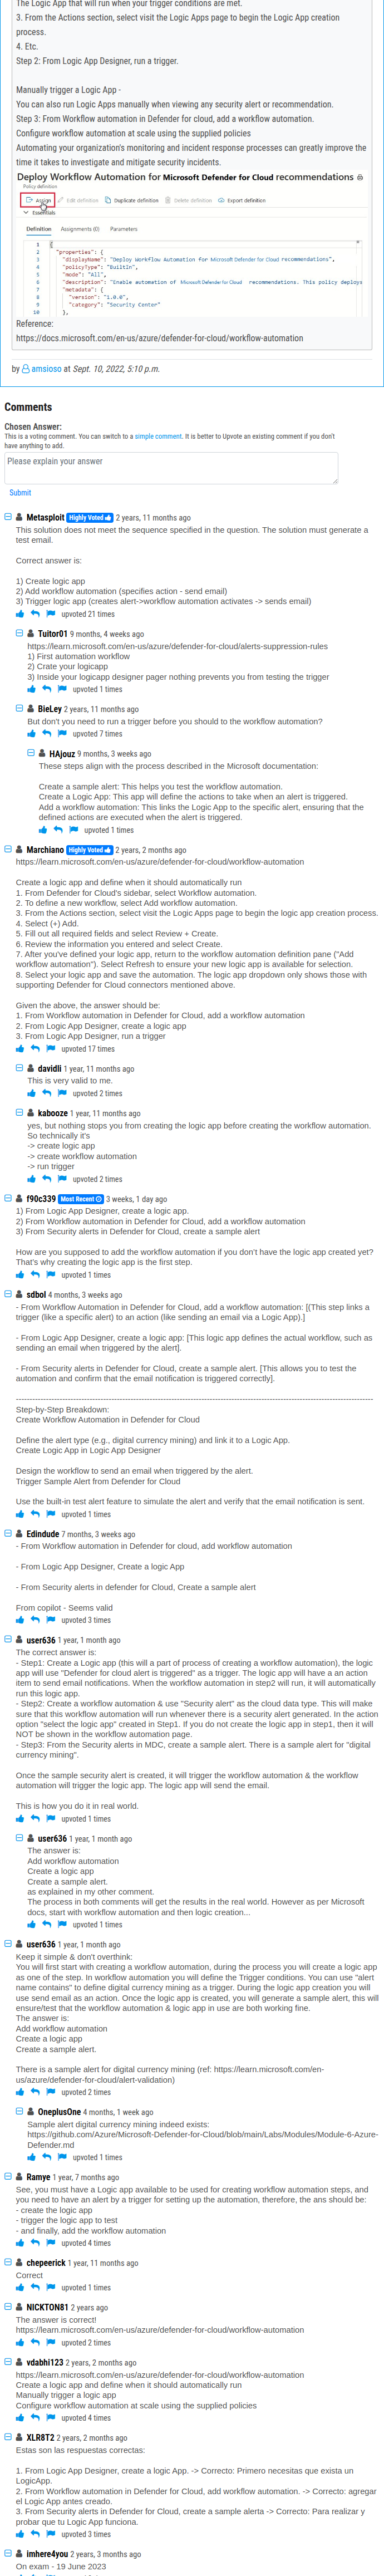 The Logic App that will run when your trigger conditions are met.
3. From the Actions section, select visit the Logic Apps page to begin the Logic App creation
process.
4. Etc.
Step 2: From Logic App Designer, run a trigger.
Manually trigger a Logic App -
You can also run Logic Apps manually when viewing any security alert or recommendation.
Step 3: From Workflow automation in Defender for cloud, add a workflow automation.
Configure workflow automation at scale using the supplied policies
Automating your organization's monitoring and incident response processes can greatly improve the
time it takes to investigate and mitigate security incidents.
Deploy Workflow Automation for Microsoft Defender for Cloud recommendations
Policy definition
Assign Edit definition Duplicate definition Delete definition Export definition
Essentials
Definition Assignments (0) Parameters
1 {
2 "properties": {
3 "displayName": "Deploy Workflow Automation for Microsoft Defender for Cloud recommendations",
4 "policyType": "BuiltIn",
5 "mode": "All",
6 "description": "Enable automation of Microsoft Defender for Cloud recommendations. This policy deploys
7 "metadata": {
8 "version": "1.0.0",
9 "category": "Security Center"
10 },
Reference:
https://docs.microsoft.com/en-us/azure/defender-for-cloud/workflow-automation
by amsioso at Sept. 10, 2022, 5:10 p.m.
Comments
Chosen Answer:
This is a voting comment. You can switch to a simple comment. It is better to Upvote an existing comment if you don't
have anything to add.
Please explain your answer
Submit
Metasploit Highly Voted 2 years, 11 months ago
This solution does not meet the sequence specified in the question. The solution must generate a
test email.
Correct answer is:
1) Create logic app
2) Add workflow automation (specifies action - send email)
3) Trigger logic app (creates alert->workflow automation activates -> sends email)
upvoted 21 times
Tuitor01 9 months, 4 weeks ago
https://learn.microsoft.com/en-us/azure/defender-for-cloud/alerts-suppression-rules
1) First automation workflow
2) Crate your logicapp
3) Inside your logicapp designer pager nothing prevents you from testing the trigger
upvoted 1 times
BieLey 2 years, 11 months ago
But don't you need to run a trigger before you should to the workflow automation?
upvoted 7 times
HAjouz 9 months, 3 weeks ago
These steps align with the process described in the Microsoft documentation:
Create a sample alert: This helps you test the workflow automation.
Create a Logic App: This app will define the actions to take when an alert is triggered.
Add a workflow automation: This links the Logic App to the specific alert, ensuring that the
defined actions are executed when the alert is triggered.
upvoted 1 times
Marchiano Highly Voted 2 years, 2 months ago
https://learn.microsoft.com/en-us/azure/defender-for-cloud/workflow-automation
Create a logic app and define when it should automatically run
1. From Defender for Cloud's sidebar, select Workflow automation.
2. To define a new workflow, select Add workflow automation.
3. From the Actions section, select visit the Logic Apps page to begin the logic app creation process.
4. Select (+) Add.
5. Fill out all required fields and select Review + Create.
6. Review the information you entered and select Create.
7. After you've defined your logic app, return to the workflow automation definition pane ("Add
workflow automation"). Select Refresh to ensure your new logic app is available for selection.
8. Select your logic app and save the automation. The logic app dropdown only shows those with
supporting Defender for Cloud connectors mentioned above.
Given the above, the answer should be:
1. From Workflow automation in Defender for Cloud, add a workflow automation
2. From Logic App Designer, create a logic app
3. From Logic App Designer, run a trigger
upvoted 17 times
davidli 1 year, 11 months ago
This is very valid to me.
upvoted 2 times
kabooze 1 year, 11 months ago
yes, but nothing stops you from creating the logic app before creating the workflow automation.
So technically it's
-> create logic app
-> create workflow automation
-> run trigger
upvoted 2 times
f90c339 Most Recent 3 weeks, 1 day ago
1) From Logic App Designer, create a logic app.
2) From Workflow automation in Defender for Cloud, add a workflow automation
3) From Security alerts in Defender for Cloud, create a sample alert
How are you supposed to add the workflow automation if you don't have the logic app created yet?
That's why creating the logic app is the first step.
upvoted 1 times
sdbol 4 months, 3 weeks ago
- From Workflow Automation in Defender for Cloud, add a workflow automation: [(This step links a
trigger (like a specific alert) to an action (like sending an email via a Logic App).]
- From Logic App Designer, create a logic app: [This logic app defines the actual workflow, such as
sending an email when triggered by the alert].
- From Security alerts in Defender for Cloud, create a sample alert. [This allows you to test the
automation and confirm that the email notification is triggered correctly].
--------------------------------------------------------------------------------------------------------------
Step-by-Step Breakdown:
Create Workflow Automation in Defender for Cloud
Define the alert type (e.g., digital currency mining) and link it to a Logic App.
Create Logic App in Logic App Designer
Design the workflow to send an email when triggered by the alert.
Trigger Sample Alert from Defender for Cloud
Use the built-in test alert feature to simulate the alert and verify that the email notification is sent.
upvoted 1 times
Edindude 7 months, 3 weeks ago
- From Workflow automation in Defender for cloud, add workflow automation
- From Logic App Designer, Create a logic App
- From Security alerts in defender for Cloud, Create a sample alert
From copilot - Seems valid
upvoted 3 times
user636 1 year, 1 month ago
The correct answer is:
- Step1: Create a Logic app (this will a part of process of creating a workflow automation), the logic
app will use "Defender for cloud alert is triggered" as a trigger. The logic app will have a an action
item to send email notifications. When the workflow automation in step2 will run, it will automatically
run this logic app.
- Step2: Create a workflow automation & use "Security alert" as the cloud data type. This will make
sure that this workflow automation will run whenever there is a security alert generated. In the action
option "select the logic app" created in Step1. If you do not create the logic app in step1, then it will
NOT be shown in the workflow automation page.
- Step3: From the Security alerts in MDC, create a sample alert. There is a sample alert for "digital
currency mining".
Once the sample security alert is created, it will trigger the workflow automation & the workflow
automation will trigger the logic app. The logic app will send the email.
This is how you do it in real world.
upvoted 1 times
user636 1 year, 1 month ago
The answer is:
Add workflow automation
Create a logic app
Create a sample alert.
as explained in my other comment.
The process in both comments will get the results in the real world. However as per Microsoft
docs, start with workflow automation and then logic creation...
upvoted 1 times
user636 1 year, 1 month ago
Keep it simple & don't overthink:
You will first start with creating a workflow automation, during the process you will create a logic app
as one of the step. In workflow automation you will define the Trigger conditions. You can use "alert
name contains" to define digital currency mining as a trigger. During the logic app creation you will
use send email as an action. Once the logic app is created, you will generate a sample alert, this will
ensure/test that the workflow automation & logic app in use are both working fine.
The answer is:
Add workflow automation
Create a logic app
Create a sample alert.
There is a sample alert for digital currency mining (ref: https://learn.microsoft.com/en-
us/azure/defender-for-cloud/alert-validation)
upvoted 2 times
OneplusOne 4 months, 1 week ago
Sample alert digital currency mining indeed exists:
https://github.com/Azure/Microsoft-Defender-for-Cloud/blob/main/Labs/Modules/Module-6-Azure-
Defender.md
upvoted 1 times
Ramye 1 year, 7 months ago
See, you must have a Logic app available to be used for creating workflow automation steps, and
you need to have an alert by a trigger for setting up the automation, therefore, the ans should be:
- create the logic app
- trigger the logic app to test
- and finally, add the workflow automation
upvoted 4 times
chepeerick 1 year, 11 months ago
Correct
upvoted 1 times
NICKTON81 2 years ago
The answer is correct!
https://learn.microsoft.com/en-us/azure/defender-for-cloud/workflow-automation
upvoted 2 times
vdabhi123 2 years, 2 months ago
https://learn.microsoft.com/en-us/azure/defender-for-cloud/workflow-automation
Create a logic app and define when it should automatically run
Manually trigger a logic app
Configure workflow automation at scale using the supplied policies
upvoted 4 times
XLR8T2 2 years, 2 months ago
Estas son las respuestas correctas:
1. From Logic App Designer, create a logic App. -> Correcto: Primero necesitas que exista un
LogicApp.
2. From Workflow automation in Defender for Cloud, add workflow automation. -> Correcto: agregar
el Logic App antes creado.
3. From Security alerts in Defender for Cloud, create a sample alerta -> Correcto: Para realizar y
probar que tu Logic App funciona.
upvoted 3 times
imhere4you 2 years, 3 months ago
On exam - 19 June 2023